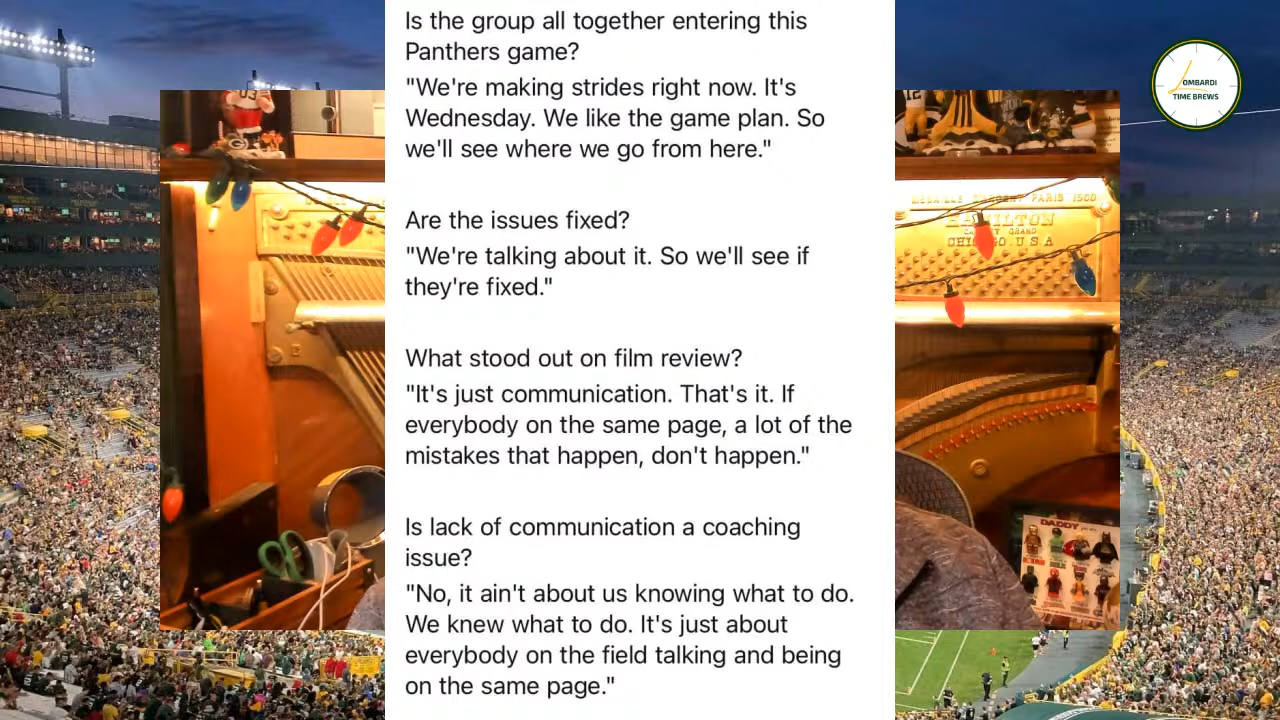 Is the group all together entering this
Panthers game?
"We're making strides right now. It's
Wednesday. We like the game plan. So
we'll see where we go from here."
Are the issues fixed?
"We're talking about it. So we'll see if
they're fixed."
What stood out on film review?
"It's just communication. That's it. If
everybody on the same page, a lot of the
mistakes that happen, don't happen."
Is lack of communication a coaching
issue?
"No, it ain't about us knowing what to do.
We knew what to do. It's just about
everybody on the field talking and being
on the same page."
LOMBARDI
TIME BREWS
12
PARIS 1500
HAMILTON
CHICAGO. U.S.A
DADDY